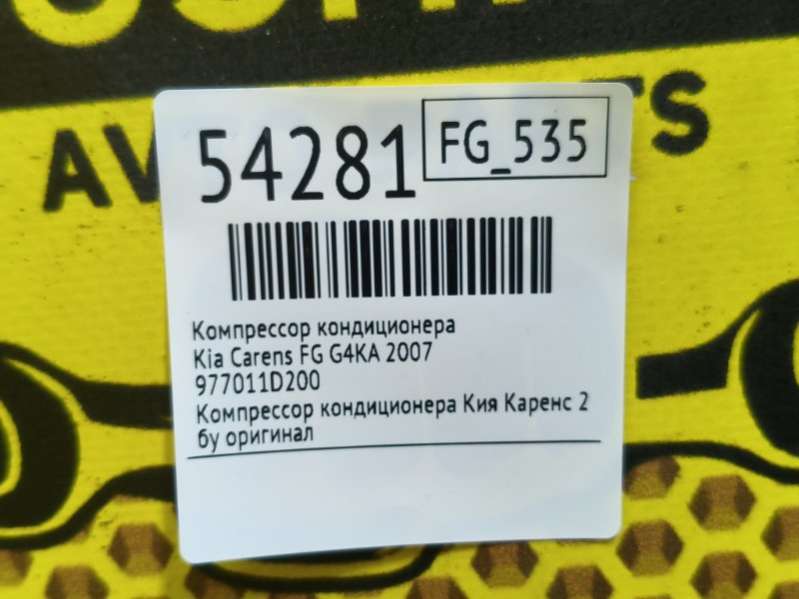 54281
FG_535
Компрессор кондиционера
Kia Carens FG G4KA 2007
977011D200
Компрессор кондиционера Кия Каренс 2
бу оригинал